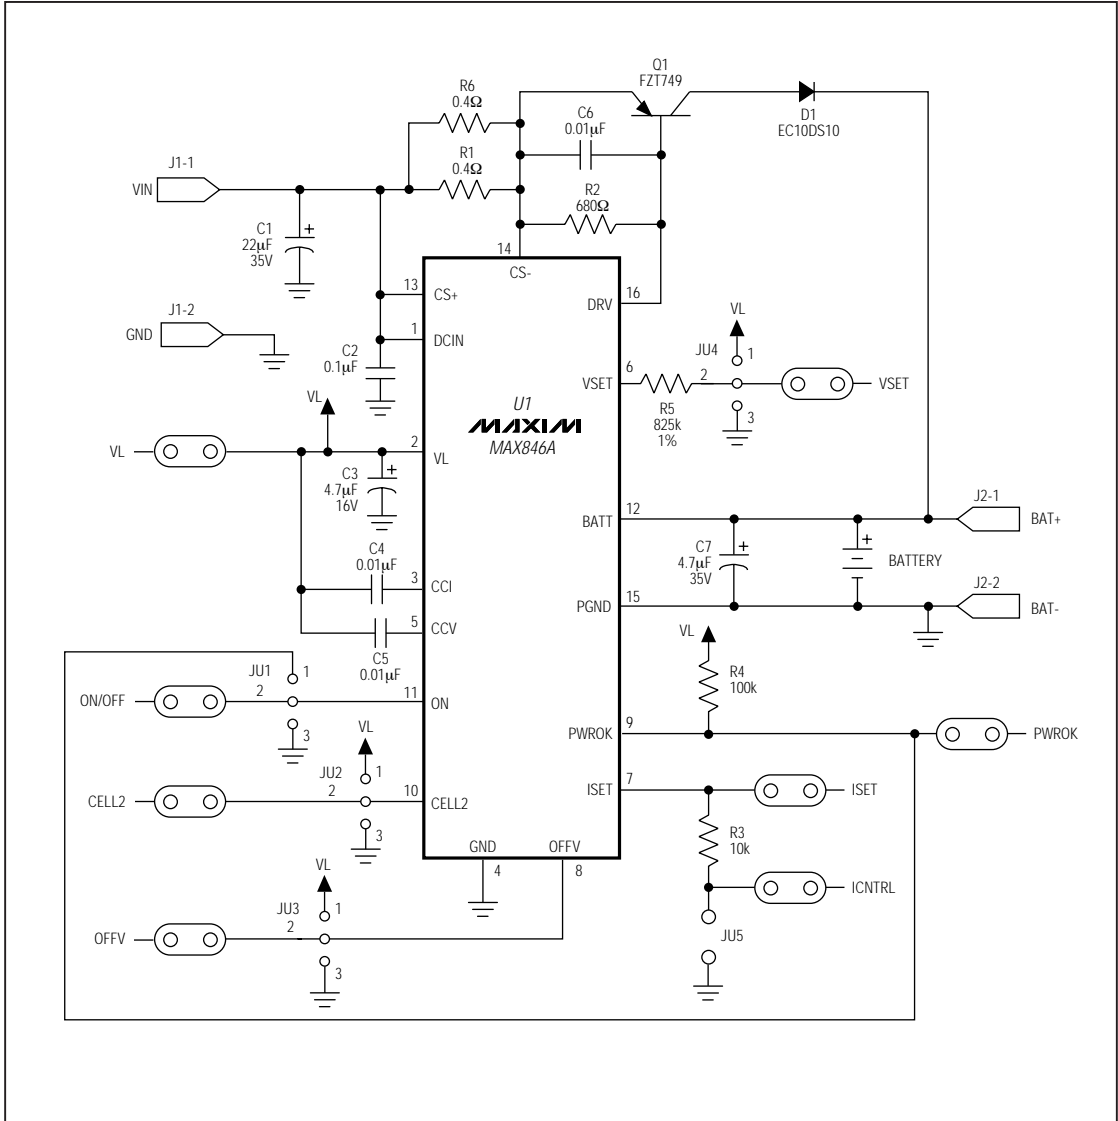 Q1
FZT749
R6
0.4Ω
C6
0.01µF
D1
EC10DS10
R1
0.4Ω
J1-1
VIN
R2
680Ω
C1
22µF
35V
+
14
CS-
13
CS+
16
DRV
J1-2
GND
1
DCIN
C2
0.1µF
VL
JU4
1
2
3
6
VSET
R5
825k
1%
VSET
U1
MAXIM
MAX846A
VL
VL
2
VL
C3
4.7µF
16V
+
12
BATT
J2-1
BAT+
C7
4.7µF
35V
+
+
BATTERY
C4
0.01µF
3
CCI
J2-2
BAT-
15
PGND
5
CCV
C5
0.01µF
VL
R4
100k
JU1
1
2
3
ON/OFF
11
ON
9
PWROK
PWROK
VL
JU2
1
2
3
CELL2
10
CELL2
7
ISET
ISET
R3
10k
GND
4
OFFV
8
ICNTRL
VL
JU3
1
2
3
OFFV
JU5